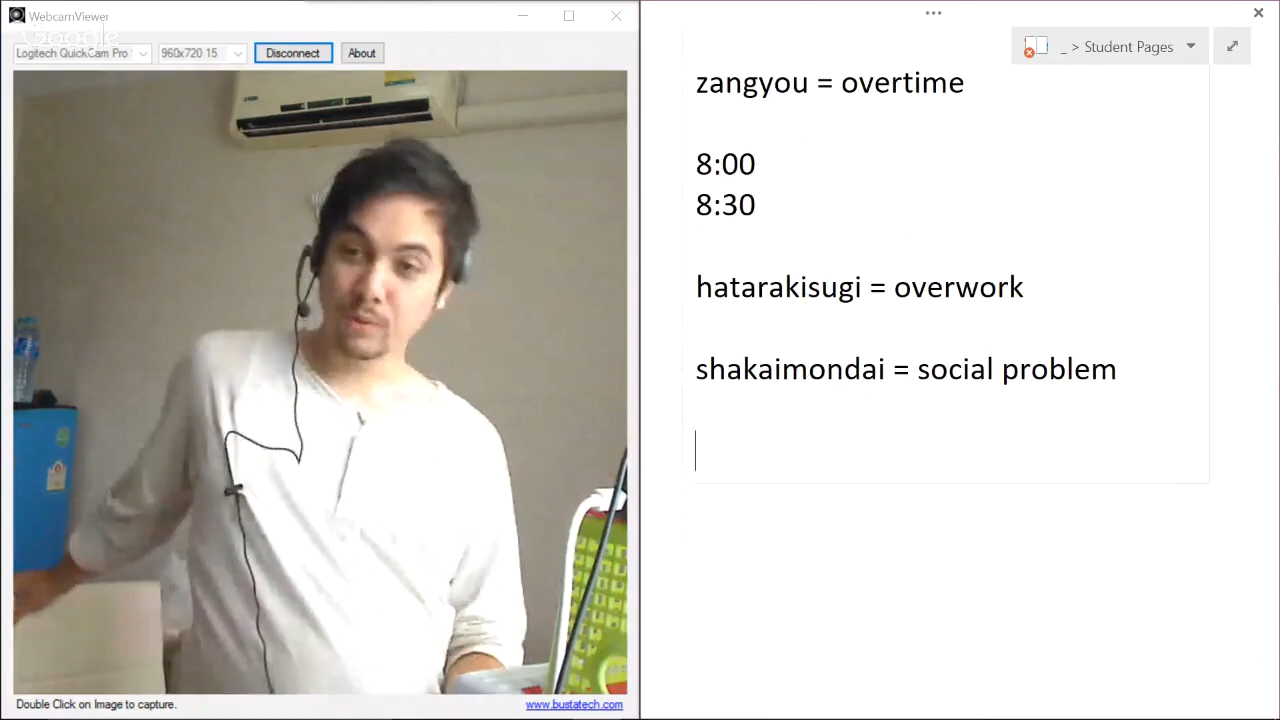 WebcamViewer
Google
Logitech QuickCam Pro
960x720 15
Disconnect
About
Double Click on Image to capture.
www.bustatech.com
_ > Student Pages
zangyou = overtime
8:00
8:30
hatarakisugi = overwork
shakaimondai = social problem